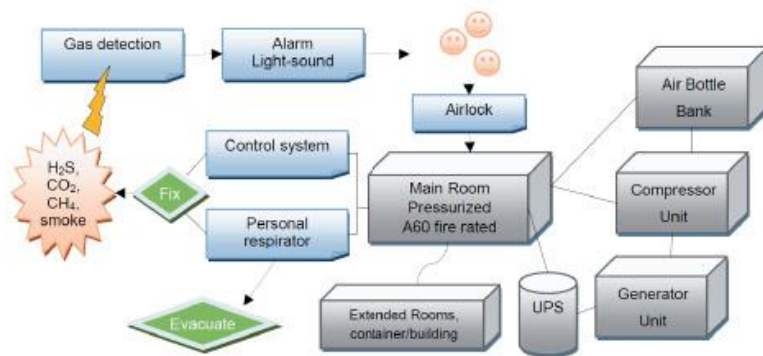 Gas detection
Alarm
Light-sound
Air Bottle
Bank
Airlock
H₂S,
CO₂,
CH₄,
smoke
Fix
Control system
Personal
respirator
Main Room
Pressurized
A60 fire rated
Compressor
Unit
Evacuate
Extended Rooms,
container/building
UPS
Generator
Unit